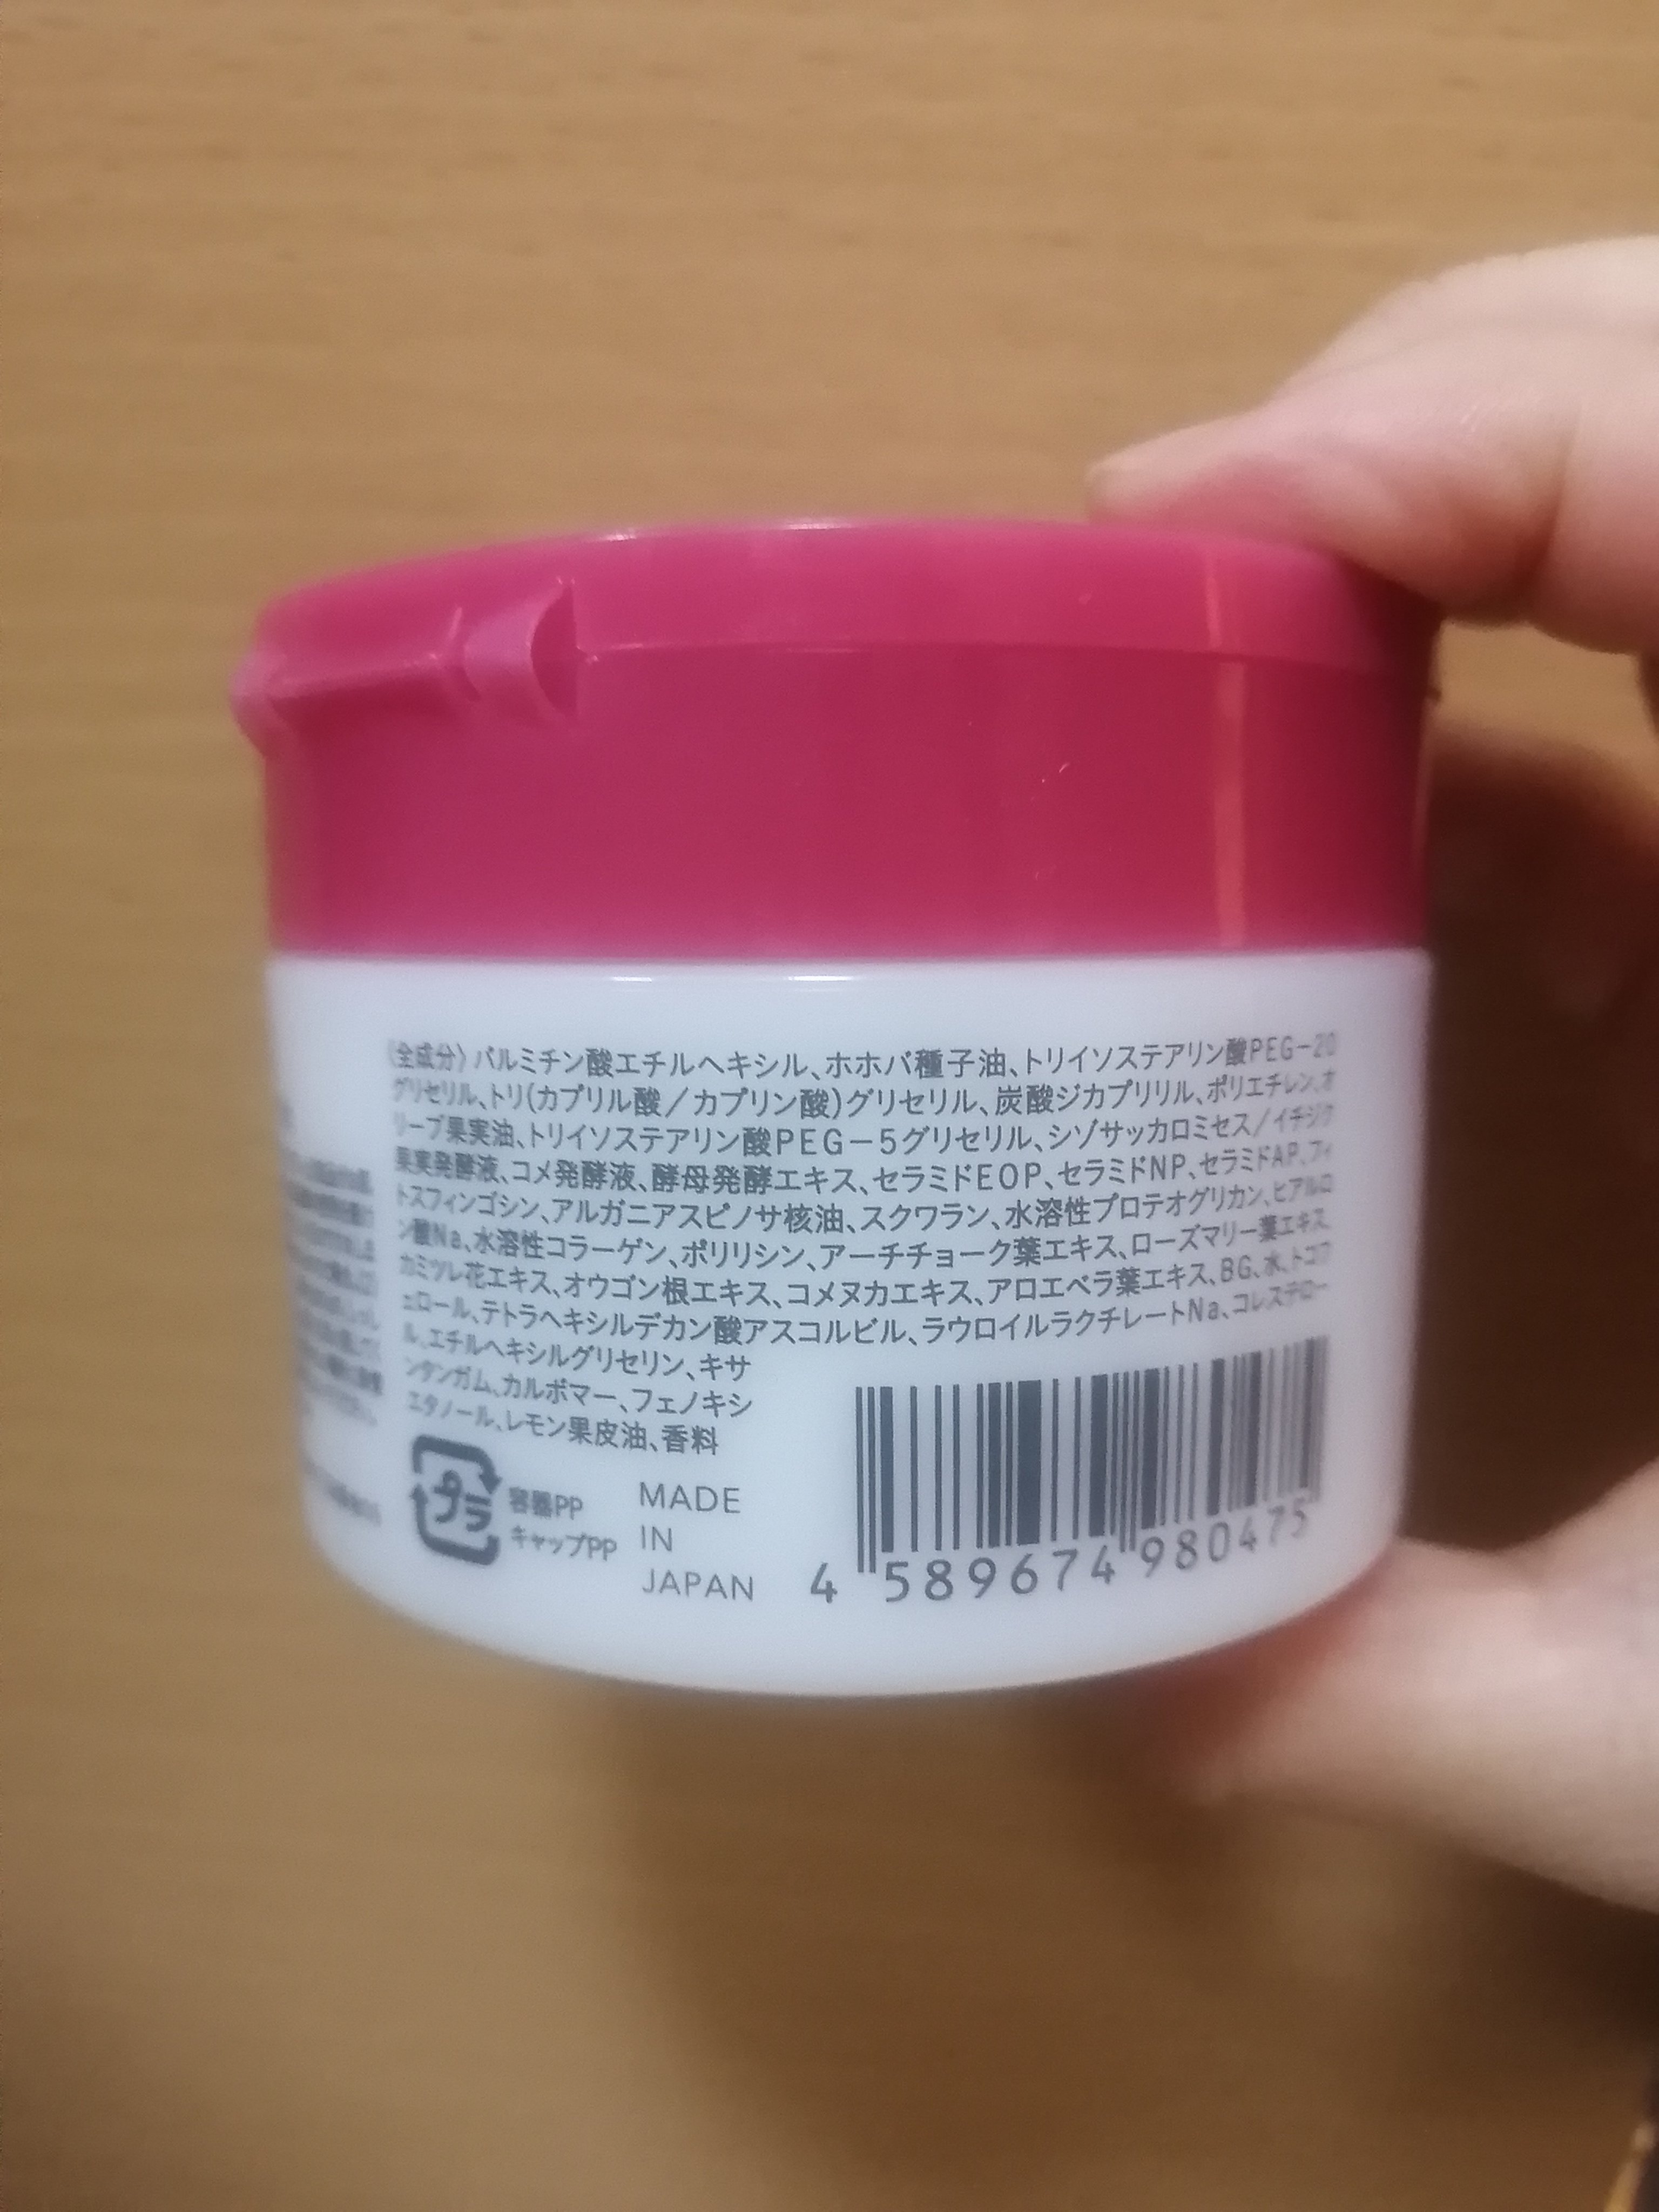 〈全成分〉パルミチン酸エチルヘキシル、ホホバ種子油、トリイソステアリン酸PEG－20
グリセリル、トリ(カプリル酸／カプリン酸)グリセリル、炭酸ジカプリリル、ポリエチレン、オ
リーブ果実油、トリイソステアリン酸PEG－5グリセリル、シゾサッカロミセス／イチジク
果実発酵液、コメ発酵液、酵母発酵エキス、セラミドEOP、セラミドNP、セラミドAP、フィ
トスフィンゴシン、アルガニアスピノサ核油、スクワラン、水溶性プロテオグリカン、ヒアルロ
ン酸Na、水溶性コラーゲン、ポリリシン、アーチチョーク葉エキス、ローズマリー葉エキス、
カミツレ花エキス、オウゴン根エキス、コメヌカエキス、アロエベラ葉エキス、BG、水、トコフ
ェロール、テトラヘキシルデカン酸アスコルビル、ラウロイルラクチレートNa、コレステロー
ル、エチルヘキシルグリセリン、キサ
ンタンガム、カルボマー、フェノキシ
エタノール、レモン果皮油、香料
プラ 容器PP
キャップPP
MADE
IN
JAPAN
4 589674 980475